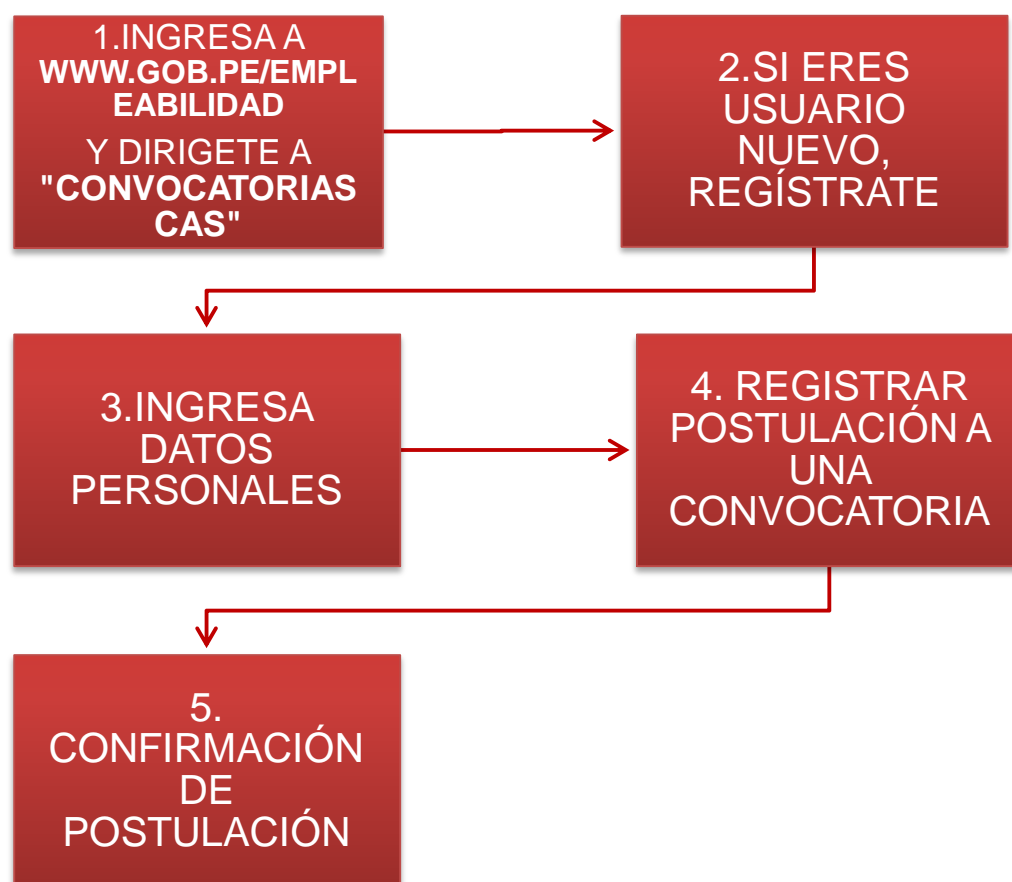 1.INGRESA A
WWW.GOB.PE/EMPL
EABILIDAD
Y DIRIGETE A
"CONVOCATORIAS
CAS"
2.SI ERES
USUARIO
NUEVO,
REGÍSTRATE
3.INGRESA
DATOS
PERSONALES
4. REGISTRAR
POSTULACIÓN A
UNA
CONVOCATORIA
5.
CONFIRMACIÓN
DE
POSTULACIÓN